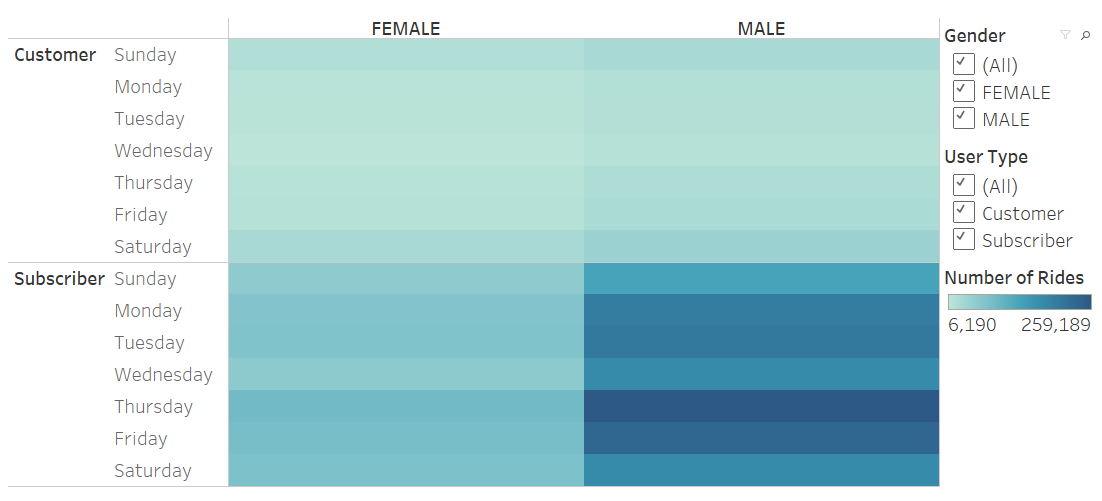 FEMALE MALE
Customer Sunday
Monday
Tuesday
Wednesday
Thursday
Friday
Saturday
Subscriber Sunday
Monday
Tuesday
Wednesday
Thursday
Friday
Saturday
Gender
(All)
FEMALE
MALE
User Type
(All)
Customer
Subscriber
Number of Rides
6,190 259,189